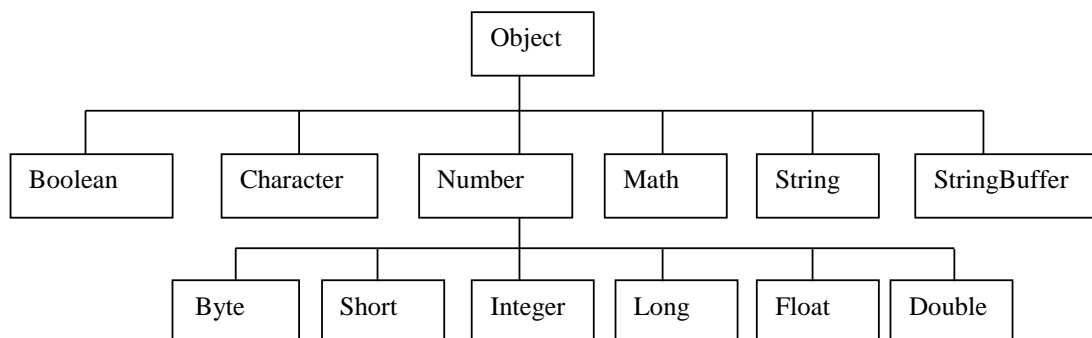 Object
Boolean Character Number Math String StringBuffer
Byte Short Integer Long Float Double